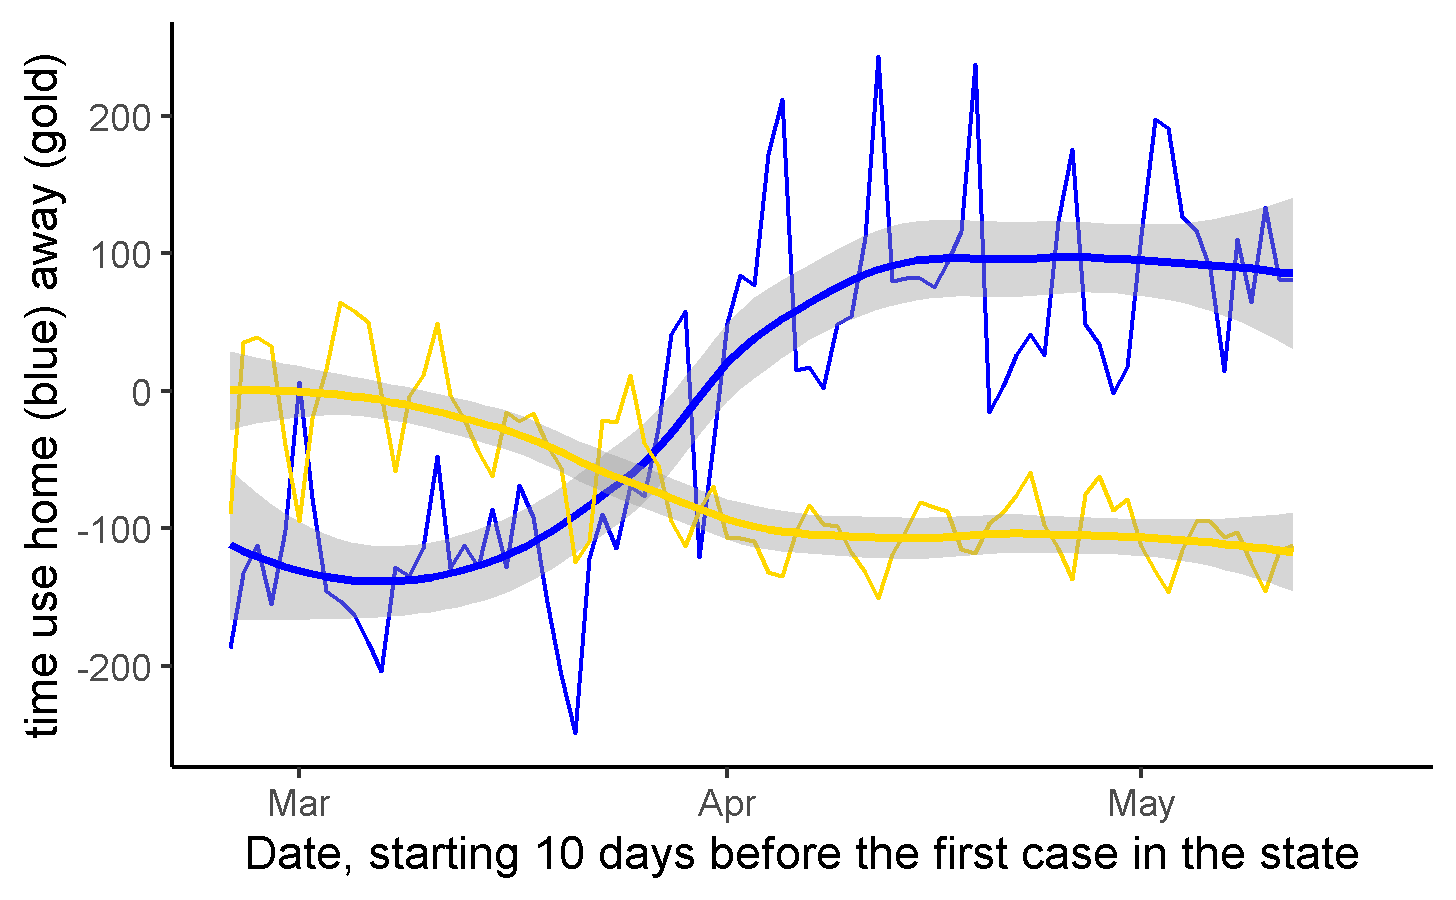 time use home (blue) away (gold)
200
100
0
-100
-200
Mar
Apr
May
Date, starting 10 days before the first case in the state